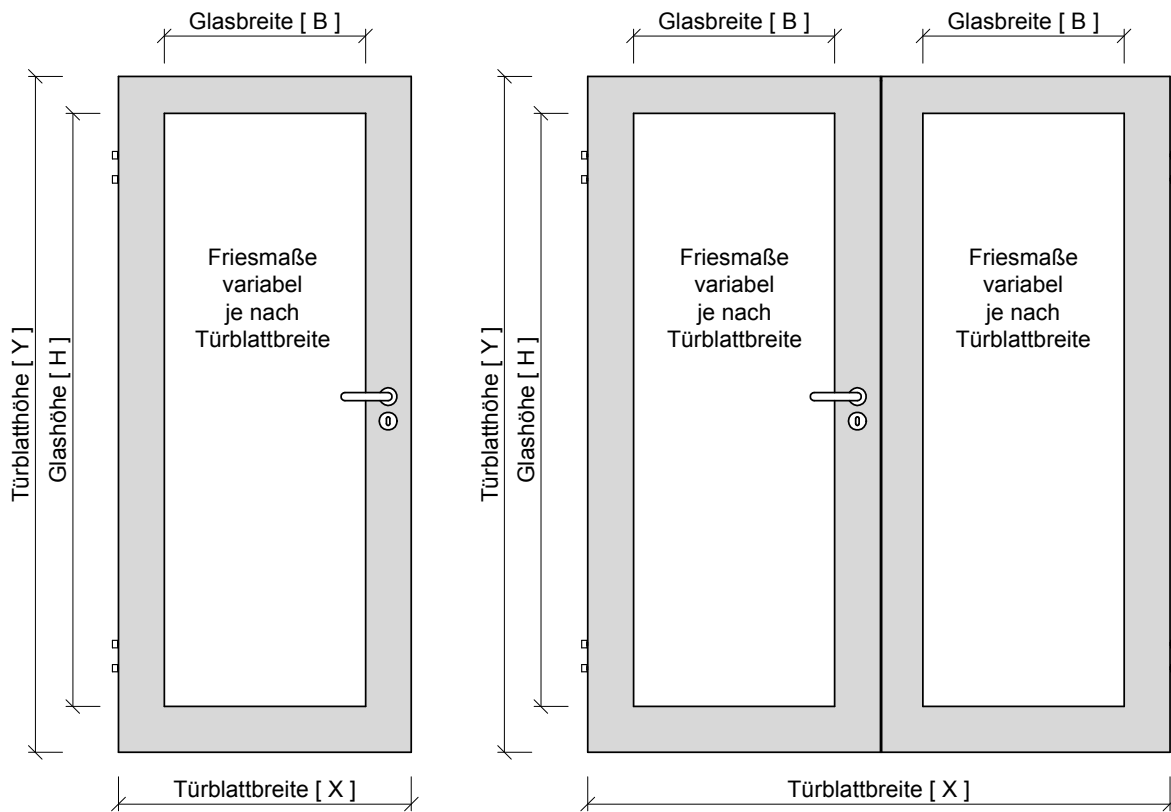 Glasbreite [ B ]
Glasbreite [ B ]
Glasbreite [ B ]
Türblatthöhe [ Y ]
Glashöhe [ H ]
Friesmaße
variabel
je nach
Türblattbreite
Türblatthöhe [ Y ]
Glashöhe [ H ]
Friesmaße
variabel
je nach
Türblattbreite
Friesmaße
variabel
je nach
Türblattbreite
Türblattbreite [ X ]
Türblattbreite [ X ]